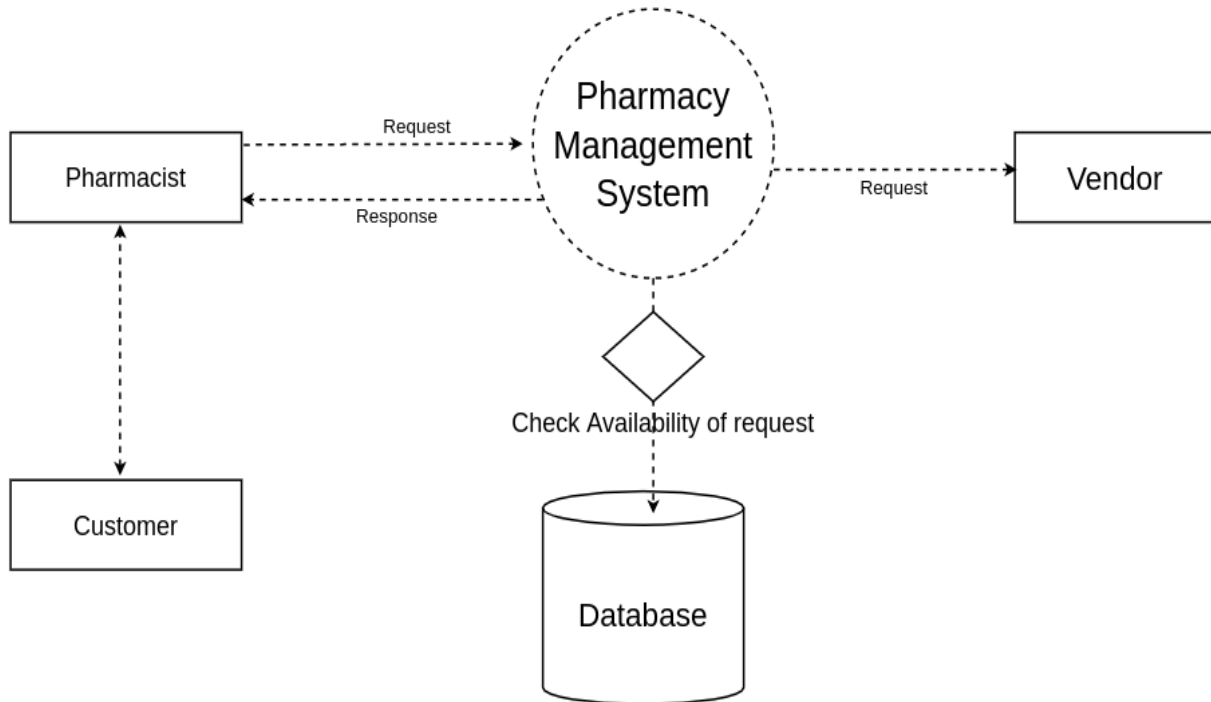 Pharmacy
Management
System
Request
Pharmacist
Response
Request
Vendor
Check Availability of request
Customer
Database